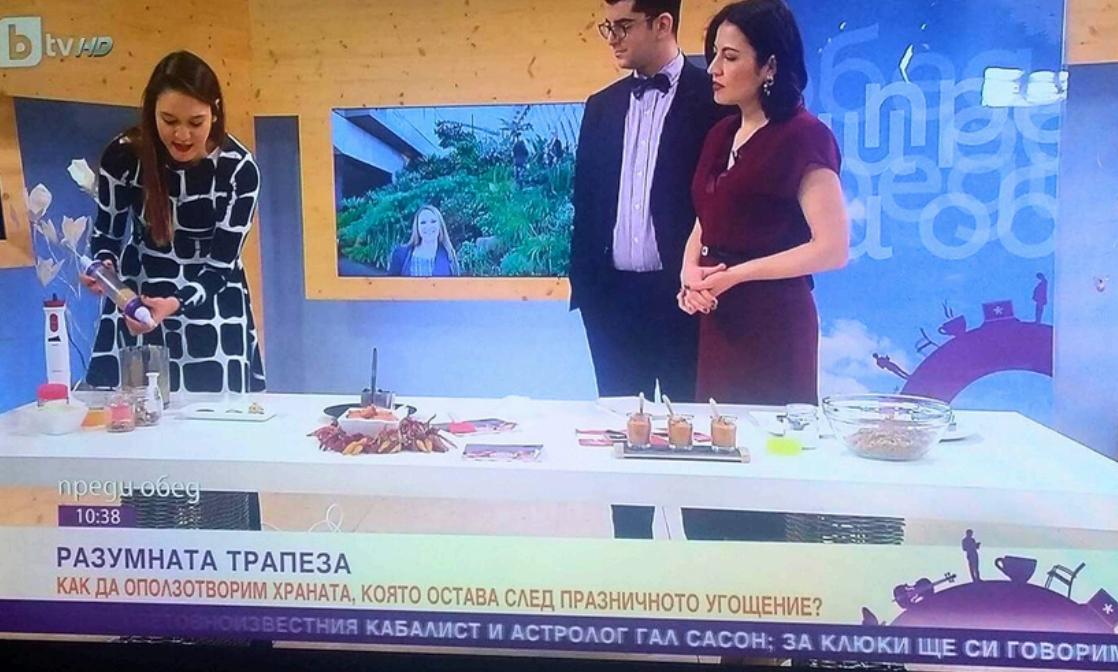 btv HD
преди обед
10:38
РАЗУМНАТА ТРАПЕЗА
КАК ДА ОПОЛЗОТВОРИМ ХРАНАТА, КОЯТО ОСТАВА СЛЕД ПРАЗНИЧНОТО УГОЩЕНИЕ?
КАБАЛИСТ И АСТРОЛОГ ГАЛ САСОН; ЗА КЛЮКИ ЩЕ СИ ГОВОРИМ